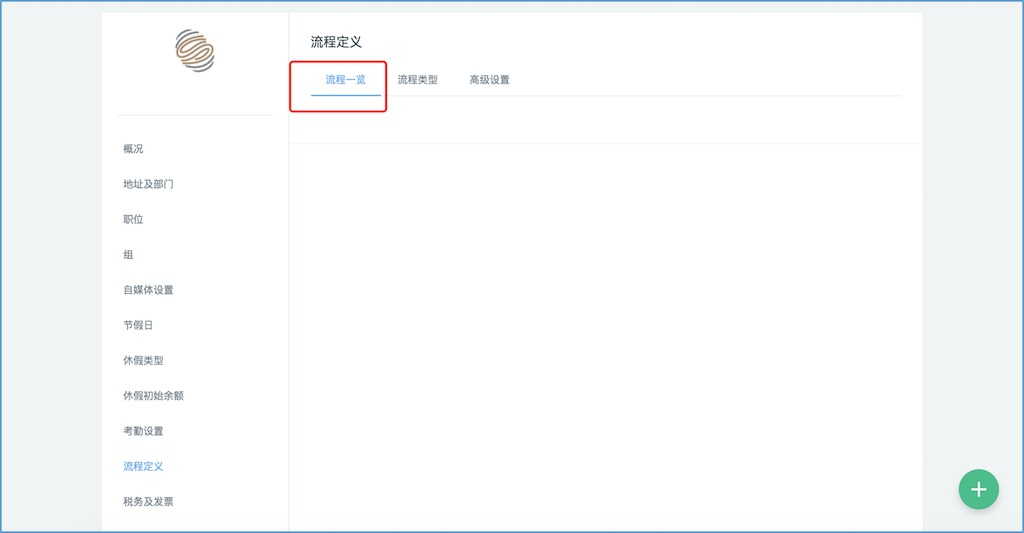 流程定义
流程一览 流程类型 高级设置
概况
地址及部门
职位
组
自媒体设置
节假日
休假类型
休假初始余额
考勤设置
流程定义
税务及发票